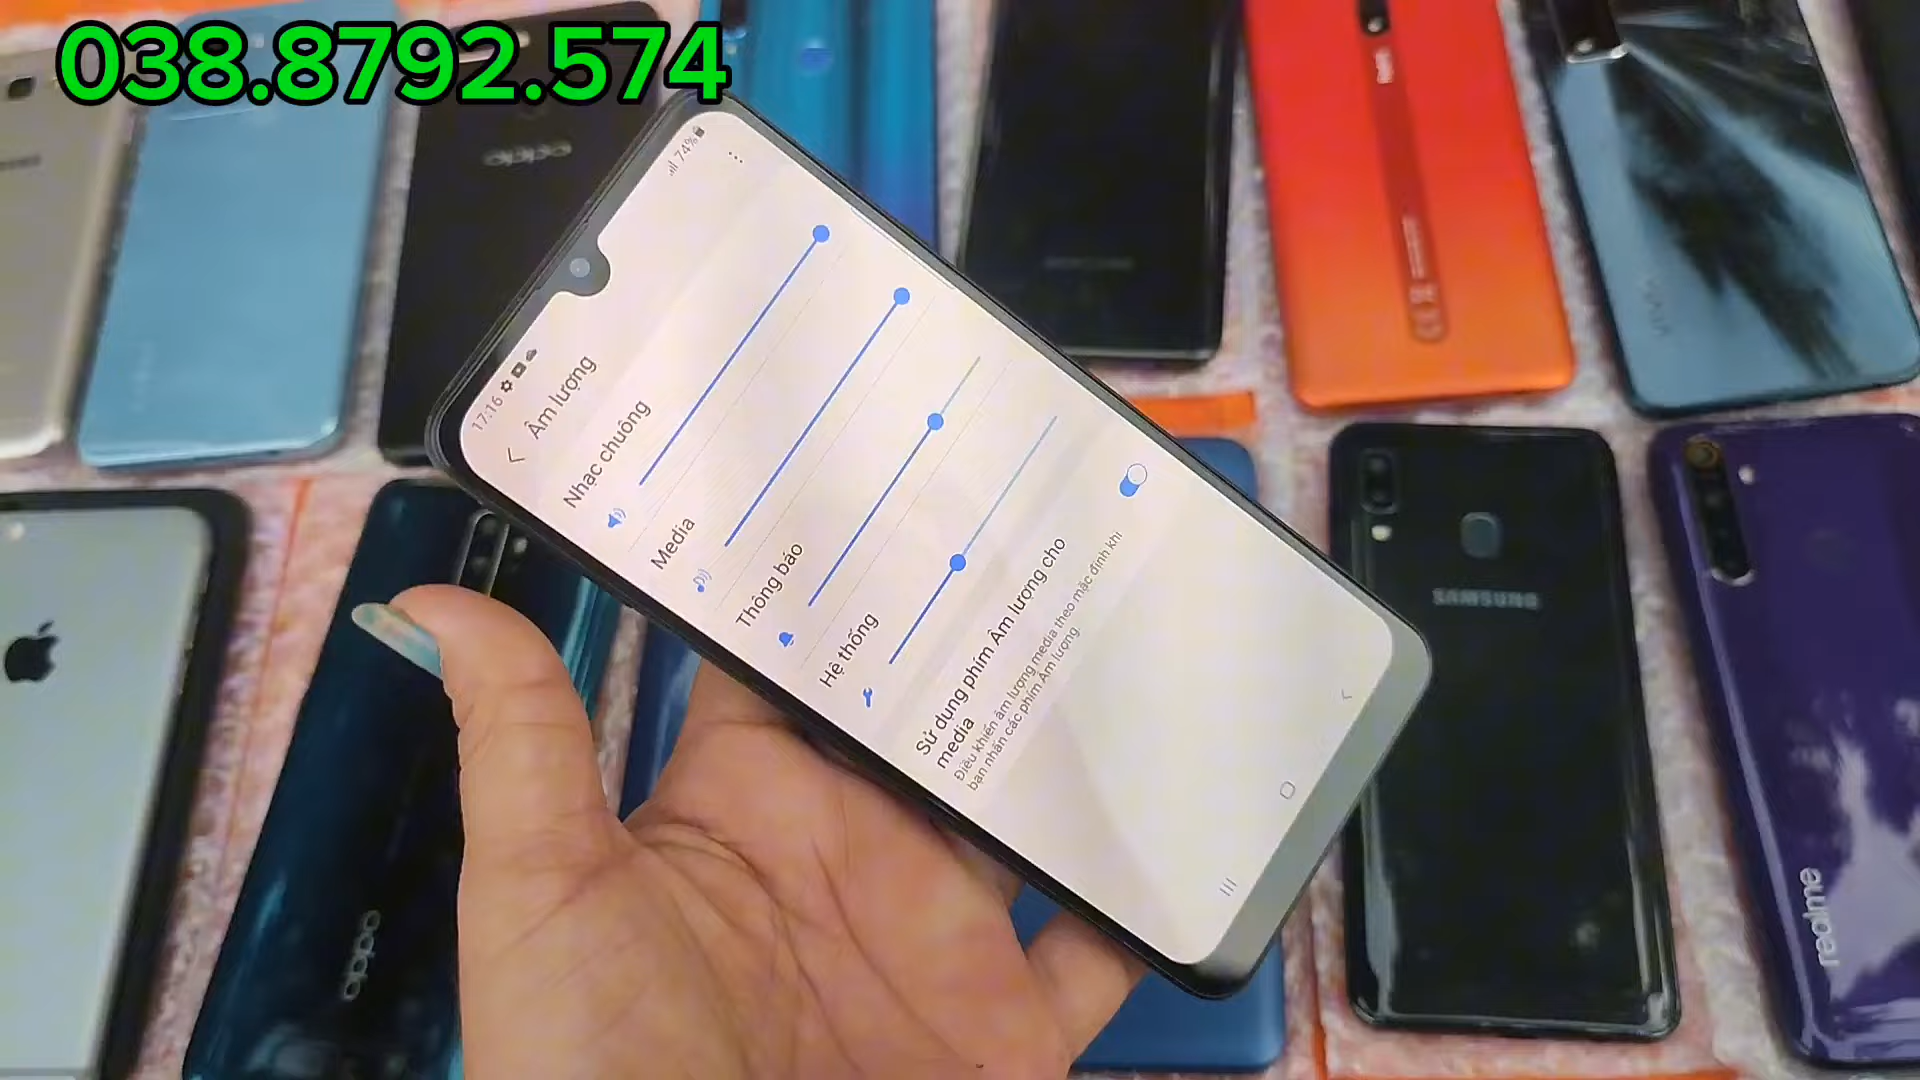 038.8792.574
74%
17:16
Âm lượng
Nhạc chuông
Media
Thông báo
Hệ thống
Sử dụng phím Âm lượng cho
media
Điều khiển âm lượng media theo mặc định khi
bạn nhấn các phím Âm lượng.
oppo
oppo
SAMSUNG
realme